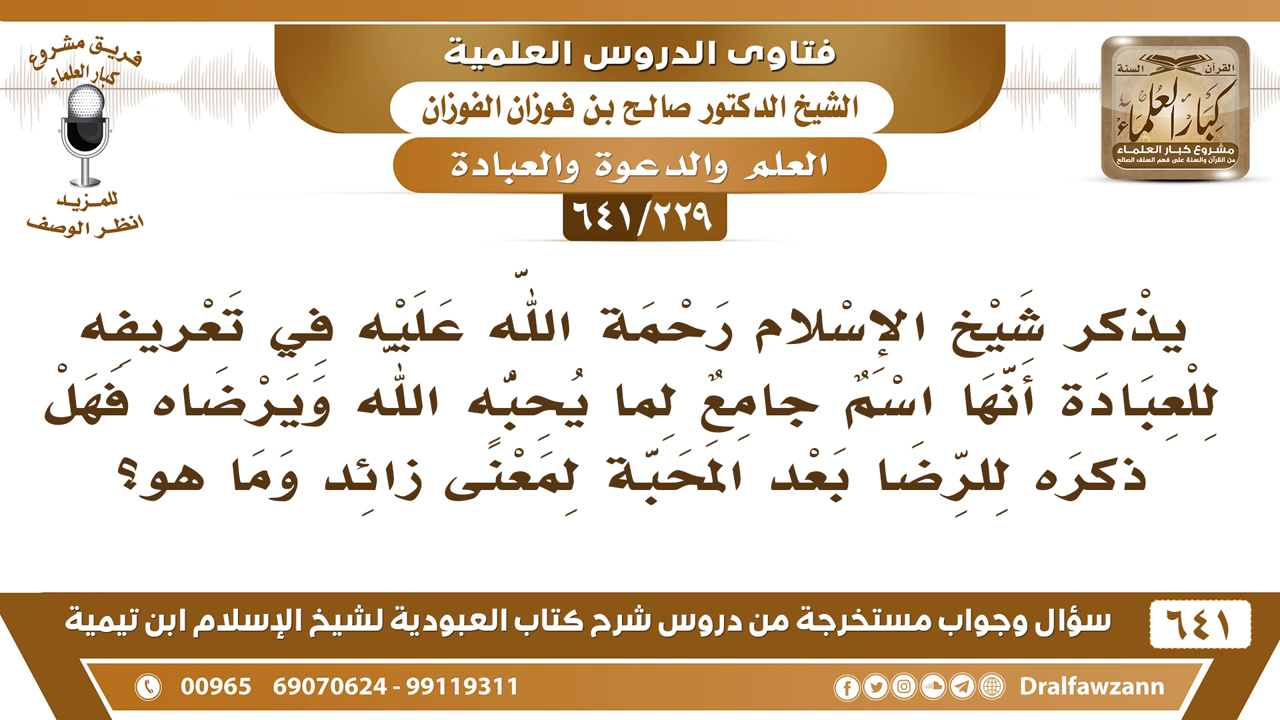 فتاوى الدروس العلمية
الشيخ الدكتور صالح بن فوزان الفوزان
العلم والدعوة والعبادة
٦٤١/٢٢٩
فريق مشروع
كبار العلماء
للمزيد
انظر الوصف
القرآن السنة
كبار العلماء
مشروع كبار العلماء
من القرآن والسنة على فهم السلف الصالح
يذْكر شَيْخ الإسْلام رَحْمَة اللّه عَلَيْه في تَعْريفِه
لِلْعِبَادَة أَنَّهَا اسْمٌ جامِعٌ لما يُحبُّه اللّه وَيَرْضَاه فَهَلْ
ذكرَه لِلرِّضَا بَعْد المَحَبّة لِمَعْنًى زائِد وَمَا هو؟
سؤال وجواب مستخرجة من دروس شرح كتاب العبودية لشيخ الإسلام ابن تيمية
٦٤١
00965 69070624 - 99119311
Dralfawzann